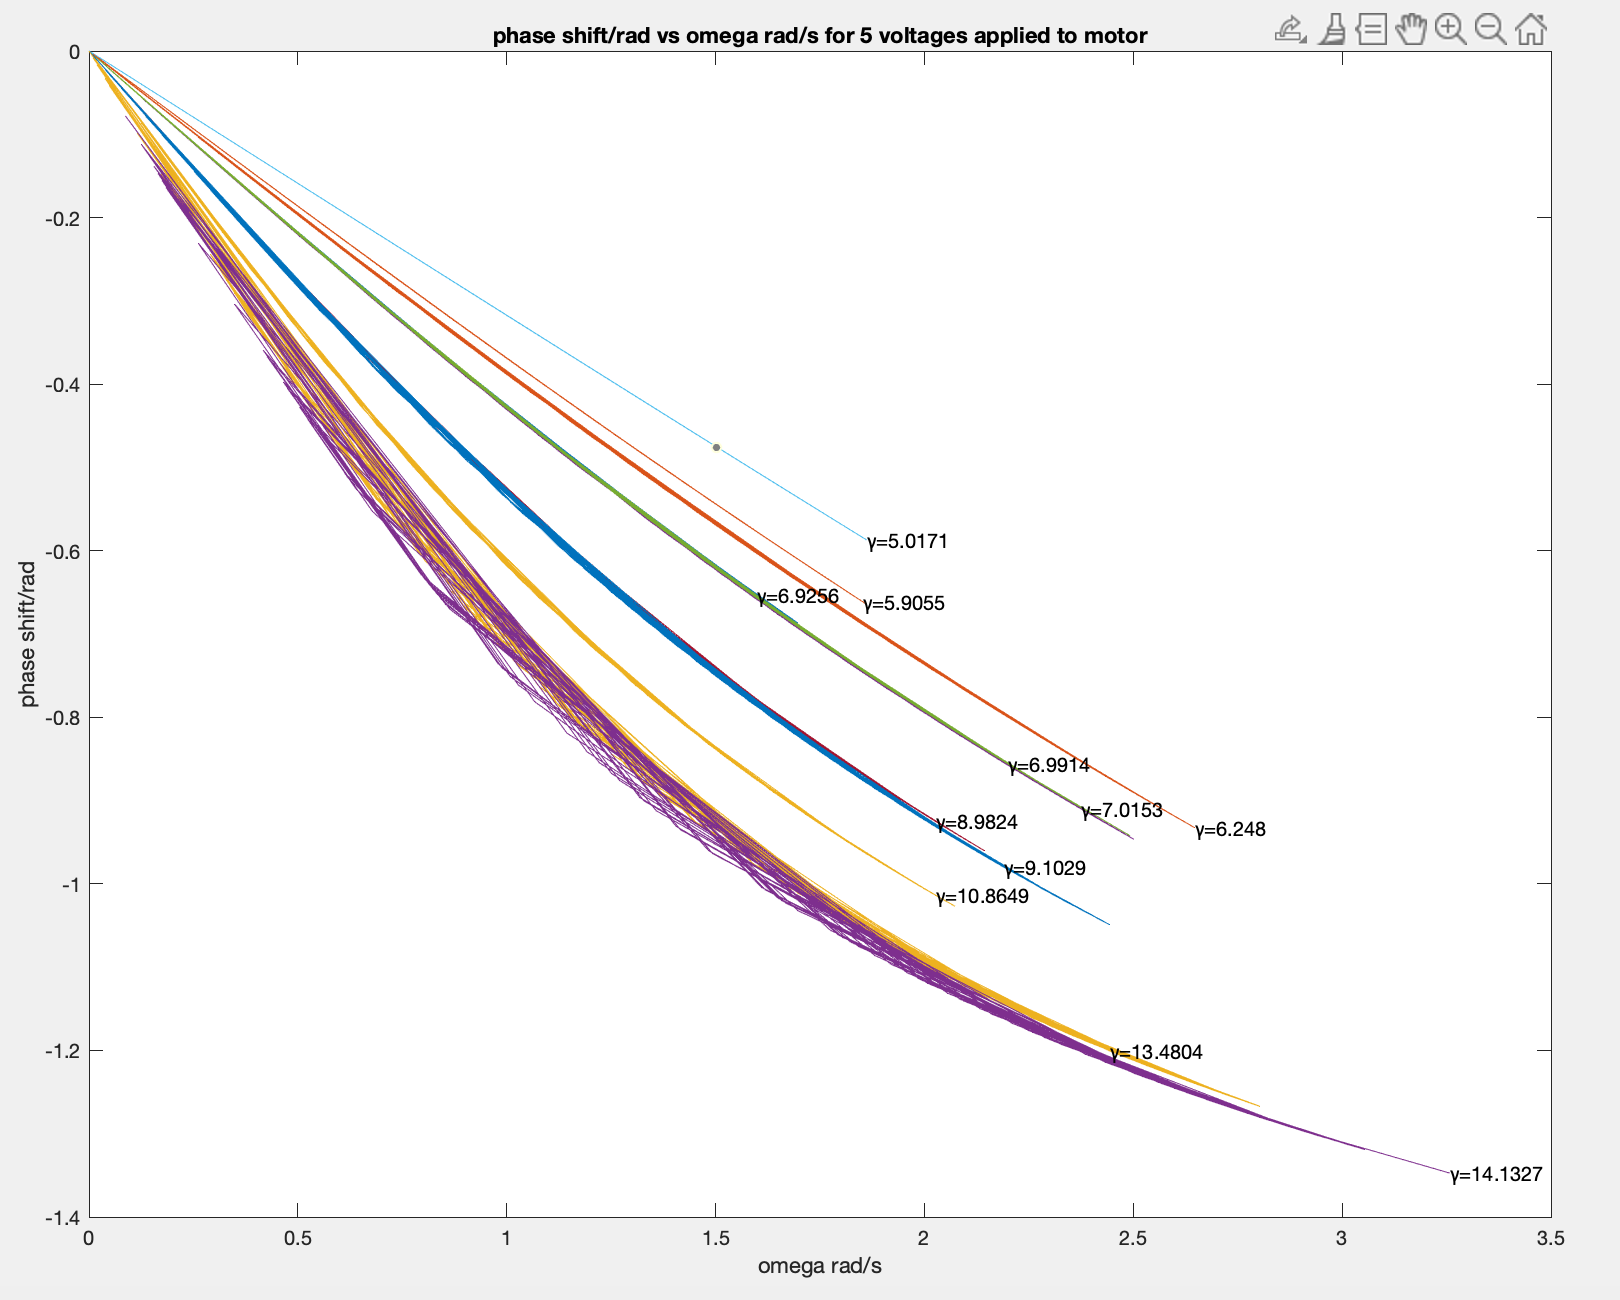 phase shift/rad vs omega rad/s for 5 voltages applied to motor
0
-0.2
-0.4
-0.6
-0.8
-1
-1.2
-1.4
phase shift/rad
γ=5.0171
γ=6.9256
γ=5.9055
γ=6.9914
γ=7.0153
γ=6.248
γ=8.9824
γ=9.1029
γ=10.8649
γ=13.4804
γ=14.1327
0 0.5 1 1.5 2 2.5 3 3.5
omega rad/s